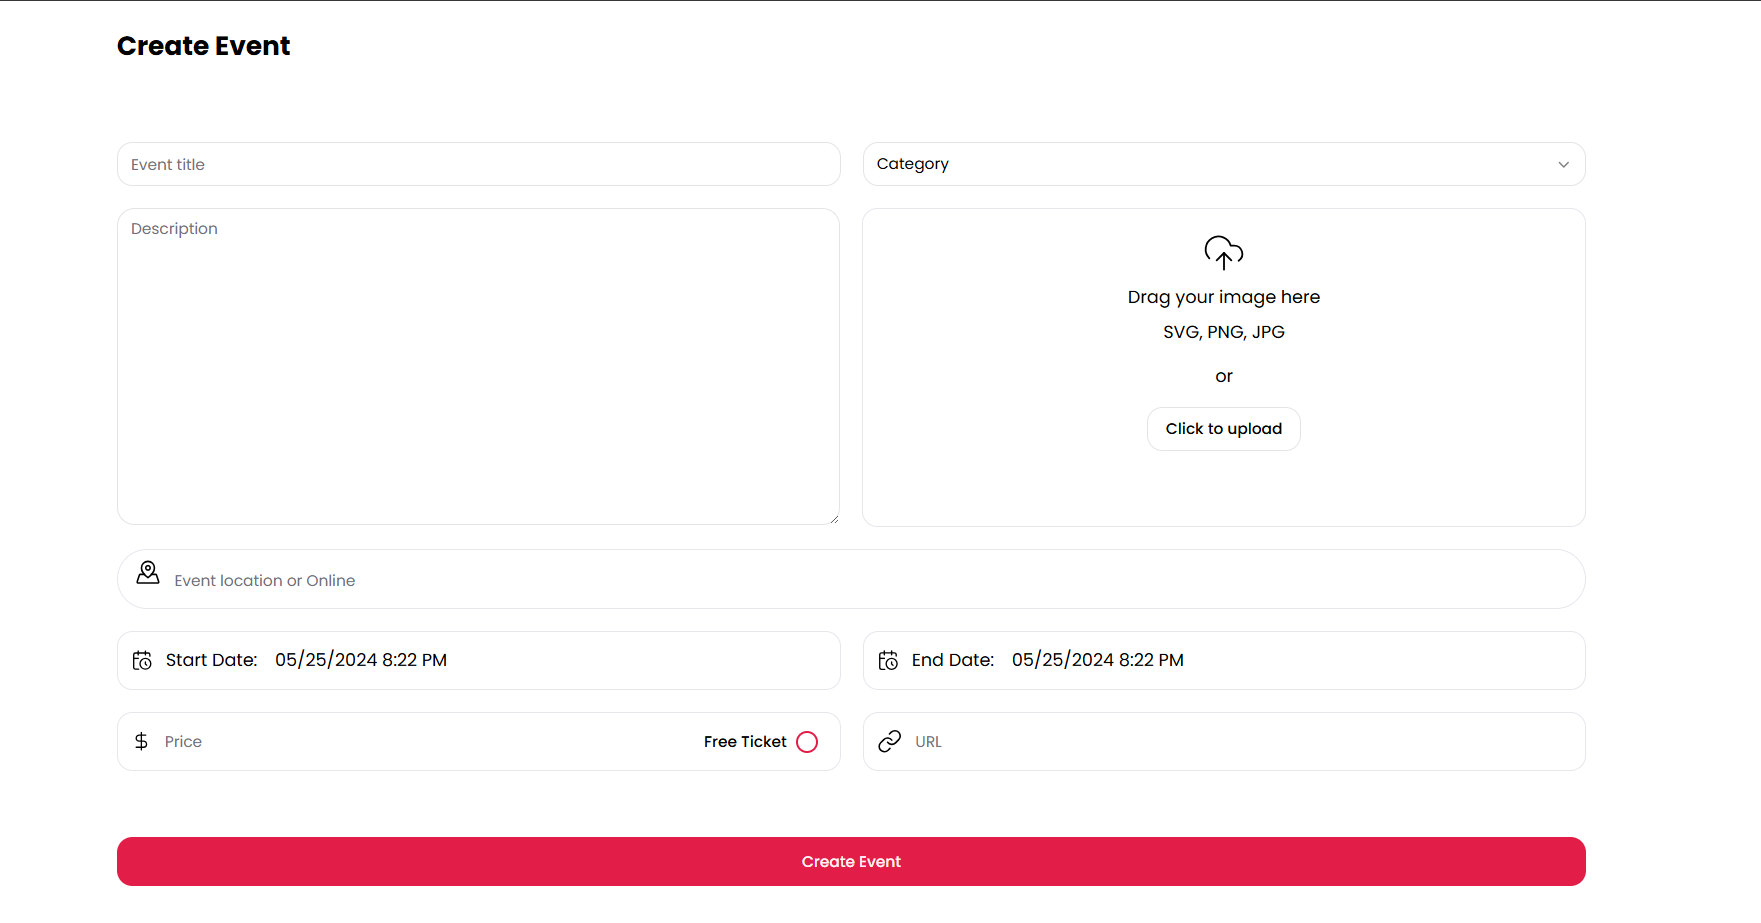 Create Event
Event title
Category
Description
Drag your image here
SVG, PNG, JPG
or
Click to upload
Event location or Online
Start Date: 05/25/2024 8:22 PM
End Date: 05/25/2024 8:22 PM
$ Price
Free Ticket
URL
Create Event